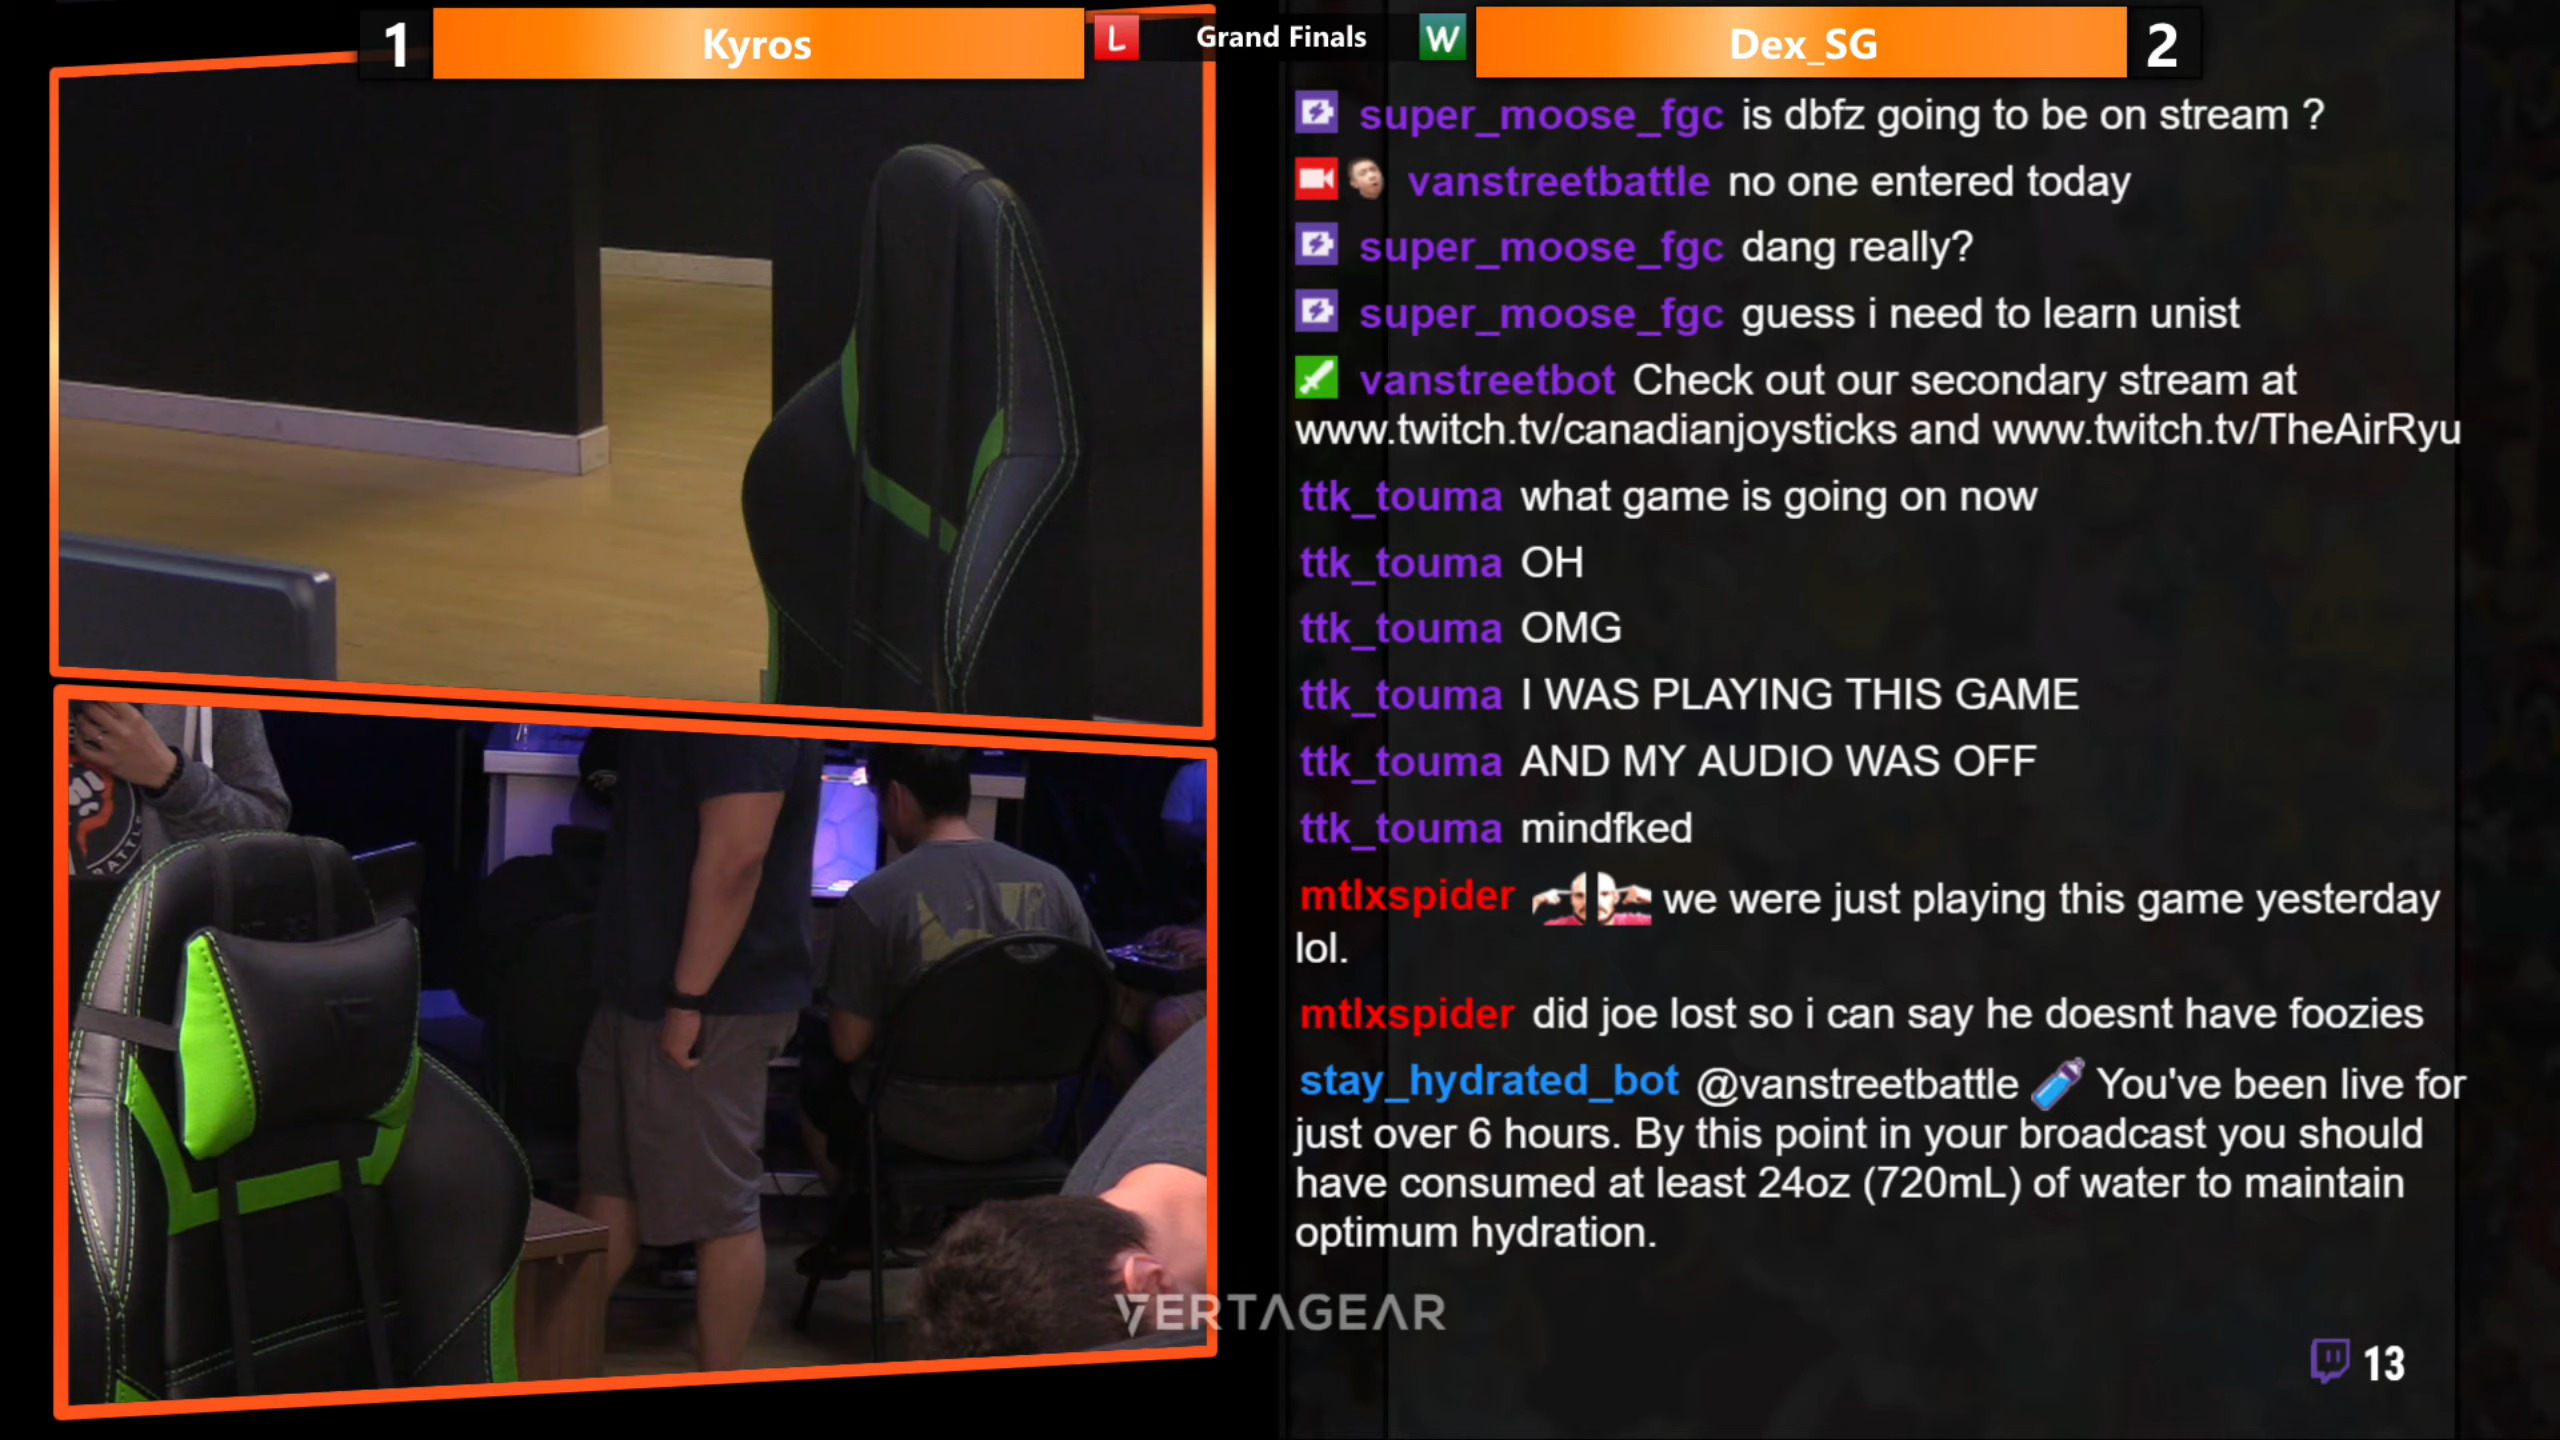 1 Kyros L Grand Finals W Dex_SG 2
super_moose_fgc is dbfz going to be on stream ?
vanstreetbattle no one entered today
super_moose_fgc dang really?
super_moose_fgc guess i need to learn unist
vanstreetbot Check out our secondary stream at
www.twitch.tv/canadianjoysticks and www.twitch.tv/TheAirRyu
ttk_touma what game is going on now
ttk_touma OH
ttk_touma OMG
ttk_touma I WAS PLAYING THIS GAME
ttk_touma AND MY AUDIO WAS OFF
ttk_touma mindfked
mtlxspider we were just playing this game yesterday
lol.
mtlxspider did joe lost so i can say he doesnt have foozies
stay_hydrated_bot @vanstreetbattle You've been live for
just over 6 hours. By this point in your broadcast you should
have consumed at least 24oz (720mL) of water to maintain
optimum hydration.
VERTAGEAR
13